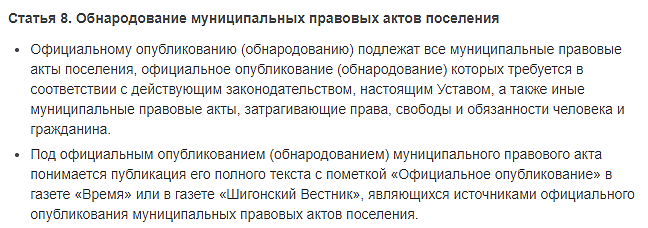 Статья 8. Обнародование муниципальных правовых актов поселения
• Официальному опубликованию (обнародованию) подлежат все муниципальные правовые
акты поселения, официальное опубликование (обнародование) которых требуется в
соответствии с действующим законодательством, настоящим Уставом, а также иные
муниципальные правовые акты, затрагивающие права, свободы и обязанности человека и
гражданина.
• Под официальным опубликованием (обнародованием) муниципального правового акта
понимается публикация его полного текста с пометкой «Официальное опубликование» в
газете «Время» или в газете «Шигонский Вестник», являющихся источниками официального
опубликования муниципальных правовых актов поселения.